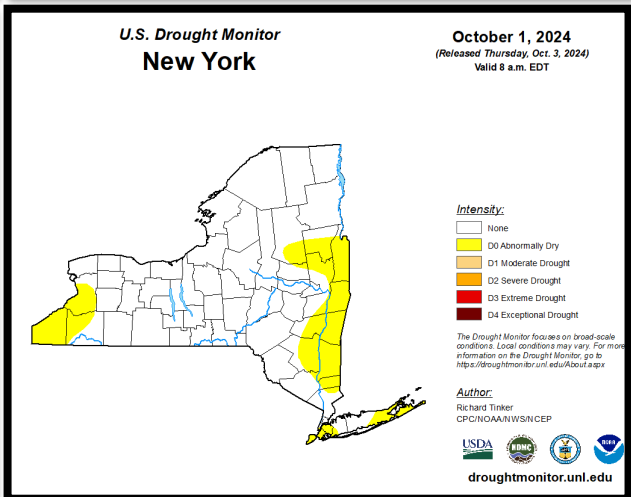 U.S. Drought Monitor
New York
October 1, 2024
(Released Thursday, Oct. 3, 2024)
Valid 8 a.m. EDT
Intensity:
None
D0 Abnormally Dry
D1 Moderate Drought
D2 Severe Drought
D3 Extreme Drought
D4 Exceptional Drought
The Drought Monitor focuses on broad-scale
conditions. Local conditions may vary. For more
information on the Drought Monitor, go to
https://droughtmonitor.unl.edu/About.aspx
Author:
Richard Tinker
CPC/NOAA/NWS/NCEP
USDA
NDMC
NOAA
droughtmonitor.unl.edu